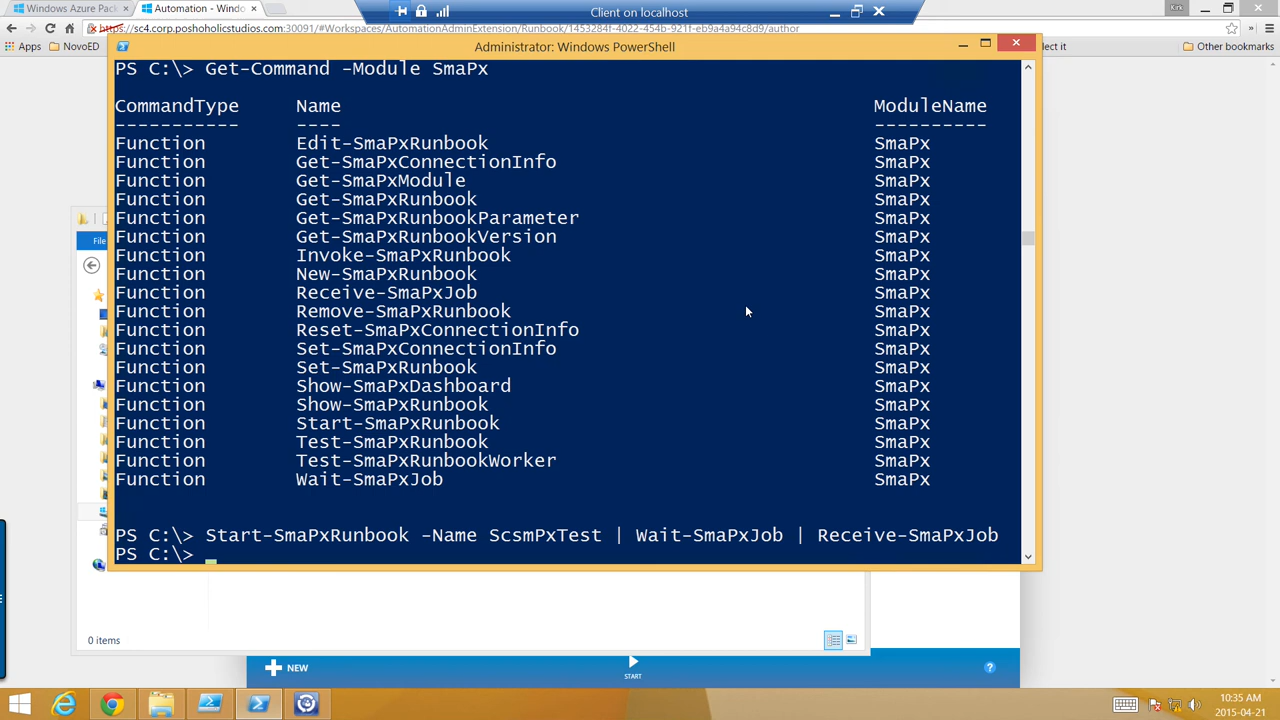 Windows Azure Pack
Automation - Windo
Client on localhost
Kirk
https://sc4.corp.poshoholicstudios.com:30091/#Workspaces/AutomationAdminExtension/Runbook/1453284f-4022-454b-921f-eb9a4a94c8d9/author
Apps
NovoED
lect it
Other bookmarks
Administrator: Windows PowerShell
PS C:\> Get-Command -Module SmaPx
CommandType Name ModuleName
----------- ---- ----------
Function Edit-SmaPxRunbook SmaPx
Function Get-SmaPxConnectionInfo SmaPx
Function Get-SmaPxModule SmaPx
Function Get-SmaPxRunbook SmaPx
Function Get-SmaPxRunbookParameter SmaPx
Function Get-SmaPxRunbookVersion SmaPx
Function Invoke-SmaPxRunbook SmaPx
Function New-SmaPxRunbook SmaPx
Function Receive-SmaPxJob SmaPx
Function Remove-SmaPxRunbook SmaPx
Function Reset-SmaPxConnectionInfo SmaPx
Function Set-SmaPxConnectionInfo SmaPx
Function Set-SmaPxRunbook SmaPx
Function Show-SmaPxDashboard SmaPx
Function Show-SmaPxRunbook SmaPx
Function Start-SmaPxRunbook SmaPx
Function Test-SmaPxRunbook SmaPx
Function Test-SmaPxRunbookWorker SmaPx
Function Wait-SmaPxJob SmaPx
PS C:\> Start-SmaPxRunbook -Name ScsmPxTest | Wait-SmaPxJob | Receive-SmaPxJob
PS C:\>
File
0 items
NEW
START
10:35 AM
2015-04-21